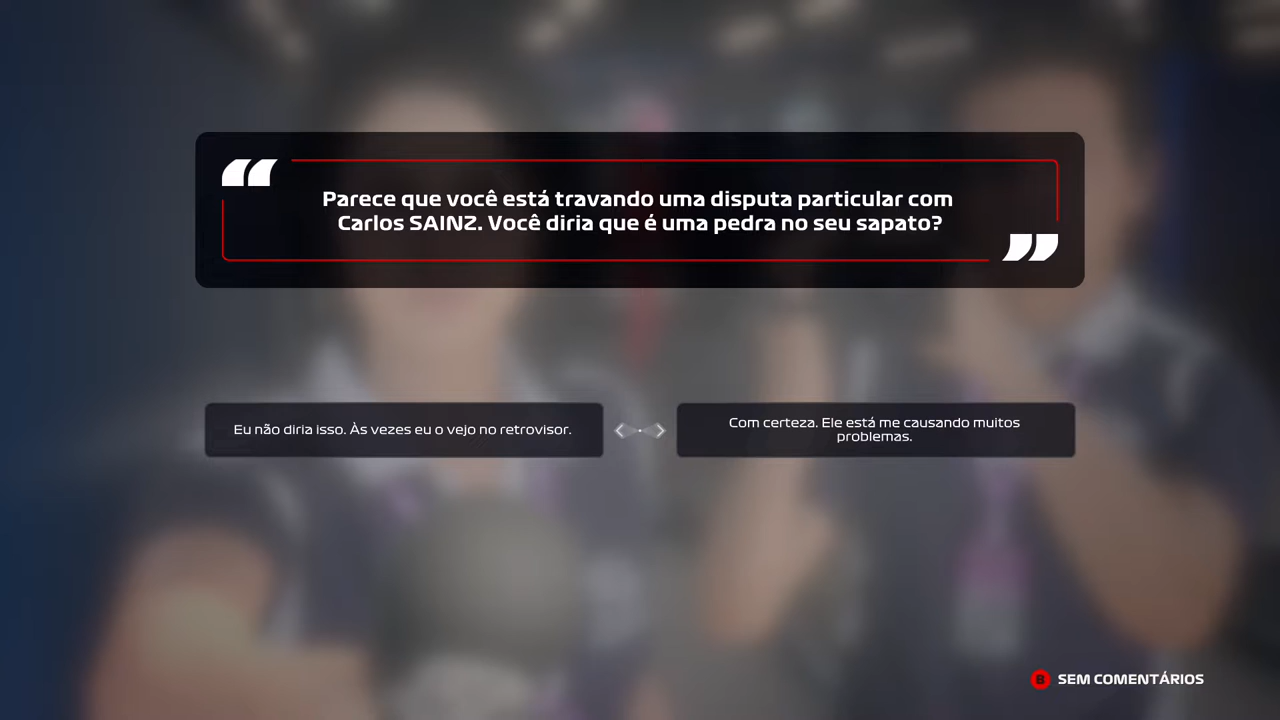 Parece que você está travando uma disputa particular com
Carlos SAINZ. Você diria que é uma pedra no seu sapato?
Eu não diria isso. Às vezes eu o vejo no retrovisor.
Com certeza. Ele está me causando muitos
problemas.
B SEM COMENTÁRIOS